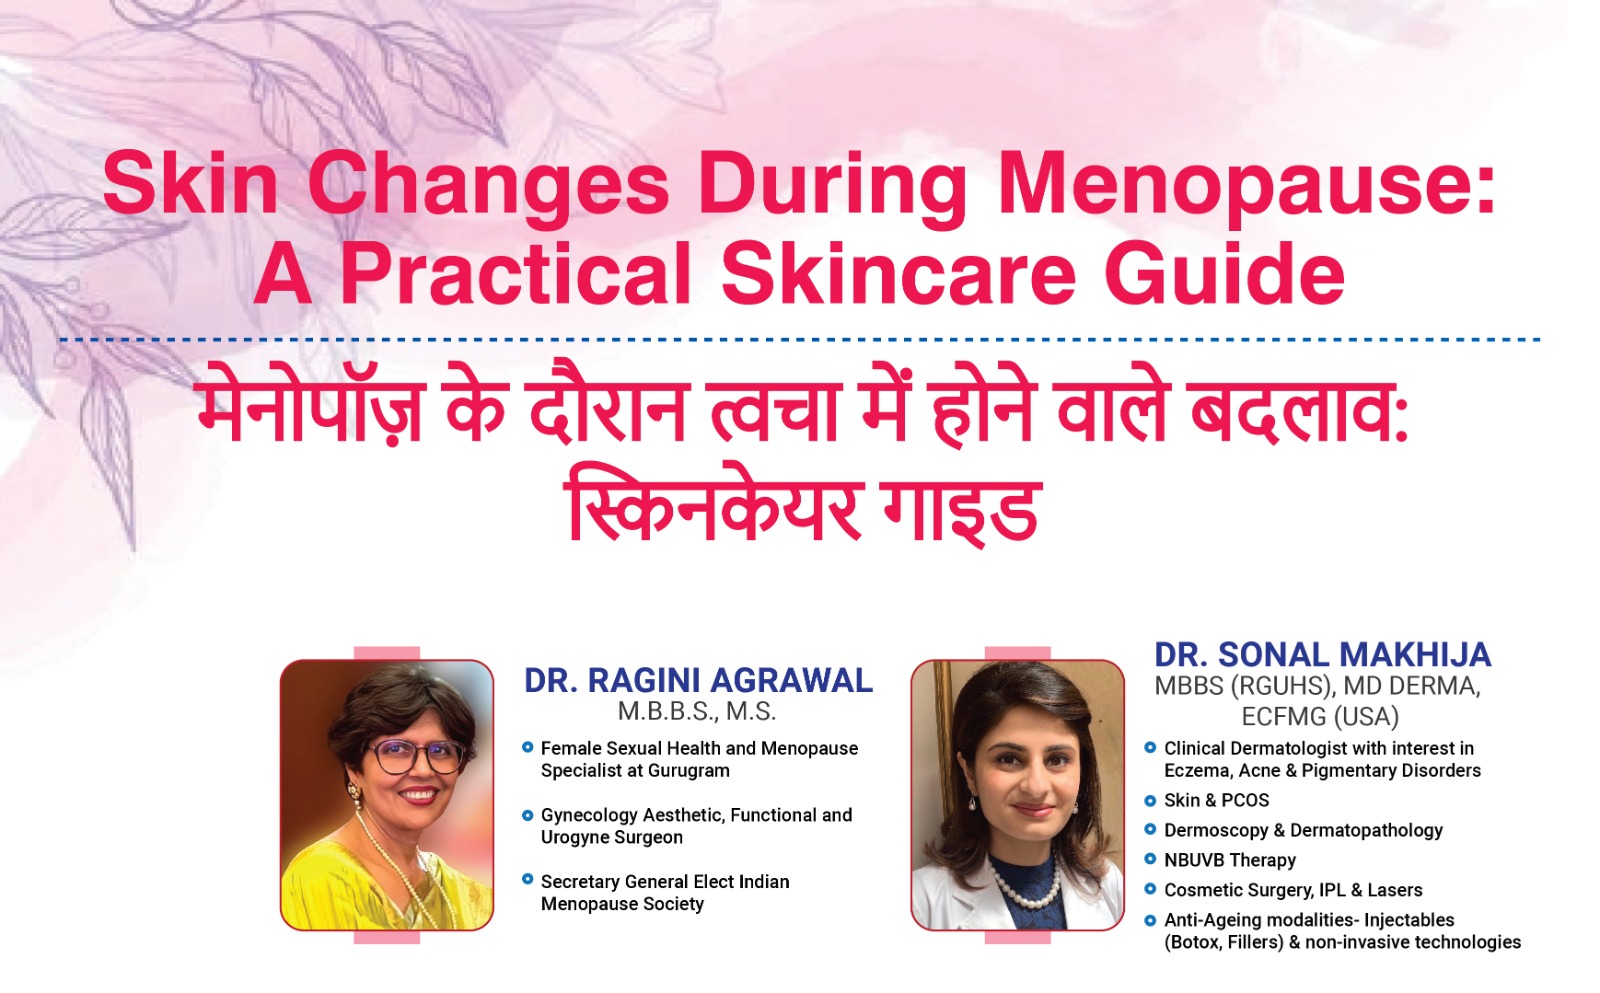 Skin Changes During Menopause:
A Practical Skincare Guide
मेनोपॉज़ के दौरान त्वचा में होने वाले बदलाव:
स्किनकेयर गाइड
DR. RAGINI AGRAWAL
M.B.B.S., M.S.
Female Sexual Health and Menopause
Specialist at Gurugram
Gynecology Aesthetic, Functional and
Urogyne Surgeon
Secretary General Elect Indian
Menopause Society
DR. SONAL MAKHIJA
MBBS (RGUHS), MD DERMA,
ECFMG (USA)
Clinical Dermatologist with interest in
Eczema, Acne & Pigmentary Disorders
Skin & PCOS
Dermoscopy & Dermatopathology
NBUVB Therapy
Cosmetic Surgery, IPL & Lasers
Anti-Ageing modalities- Injectables
(Botox, Fillers) & non-invasive technologies